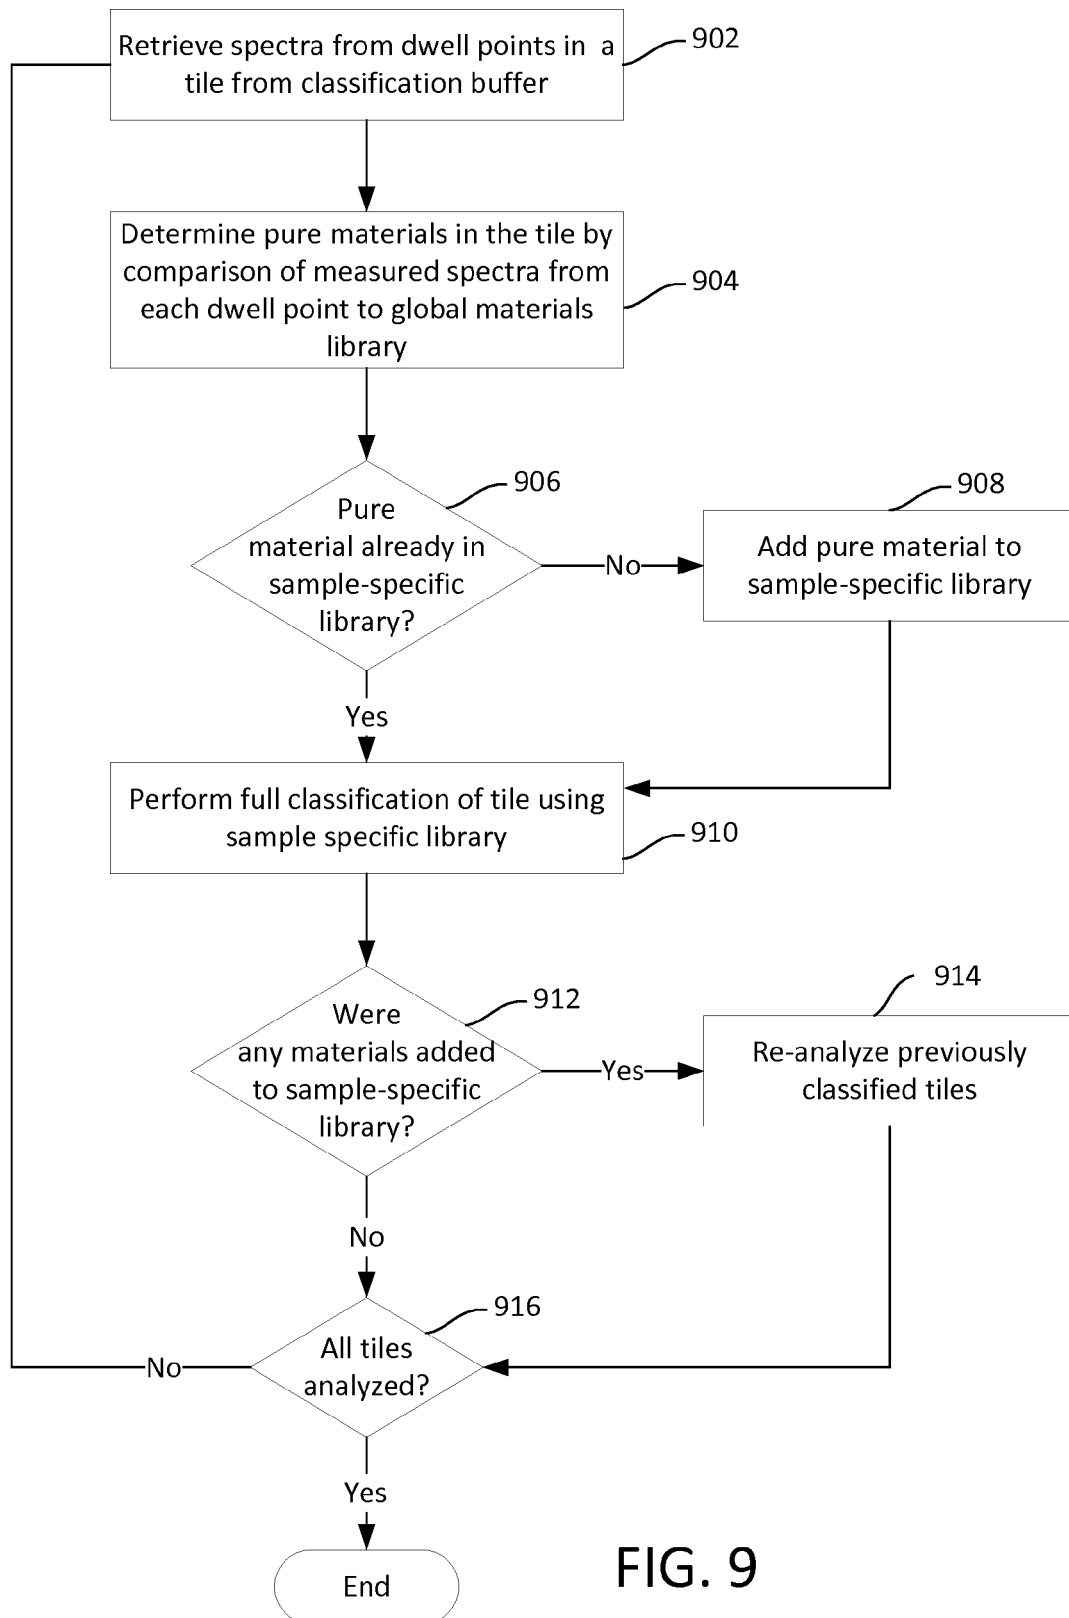 Retrieve spectra from dwell points in a
tile from classification buffer
902
Determine pure materials in the tile by
comparison of measured spectra from
each dwell point to global materials
library
904
Pure
material already in
sample-specific
library?
906
No
908
Add pure material to
sample-specific library
Yes
Perform full classification of tile using
sample specific library
910
Were
any materials added
to sample-specific
library?
912
Yes
914
Re-analyze previously
classified tiles
No
916
All tiles
analyzed?
No
Yes
End
FIG. 9